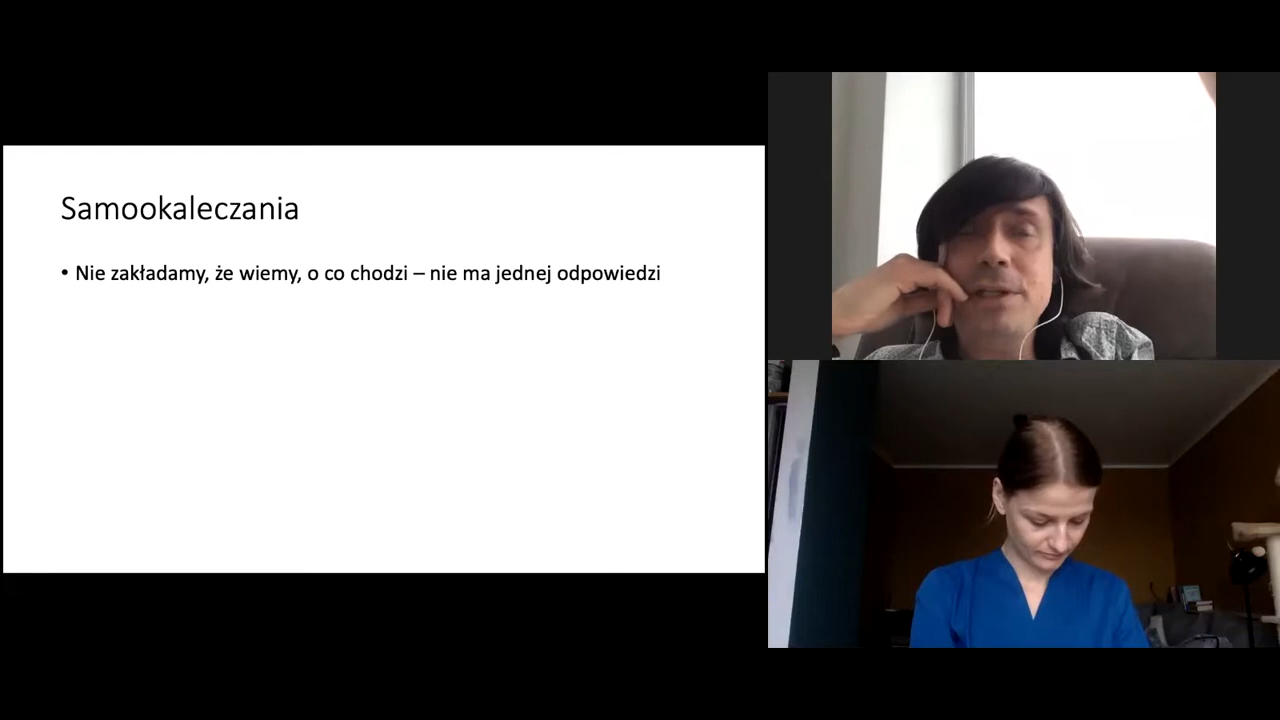 Samookaleczania
• Nie zakładamy, że wiemy, o co chodzi – nie ma jednej odpowiedzi